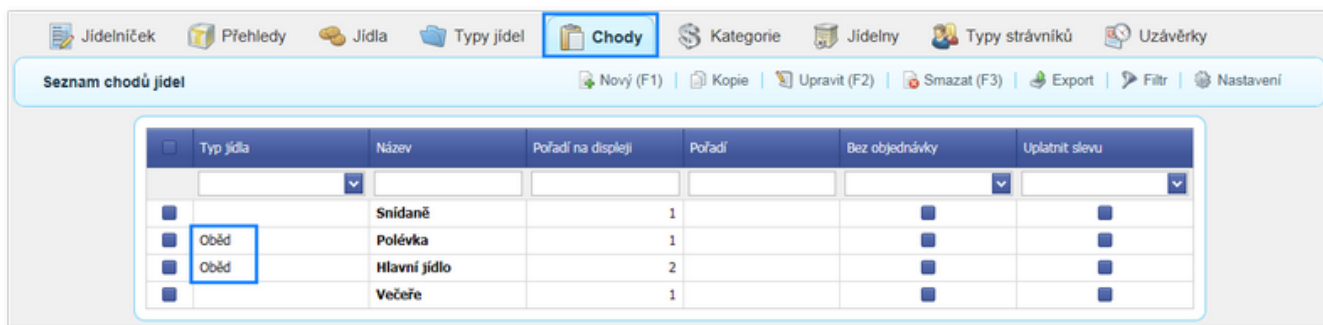 Jídelníček Přehledy Jídla Typy jídel Chody Kategorie Jídelny Typy strávníků Uzávěrky
Seznam chodů jídel Nový (F1) | Kopie | Upravit (F2) | Smazat (F3) | Export | Filtr | Nastavení
Typ jídla Název Pořadí na displeji Pořadí Bez objednávky Uplatnit slevu
Snídaně 1
Oběd Polévka 1
Oběd Hlavní jídlo 2
Večeře 1